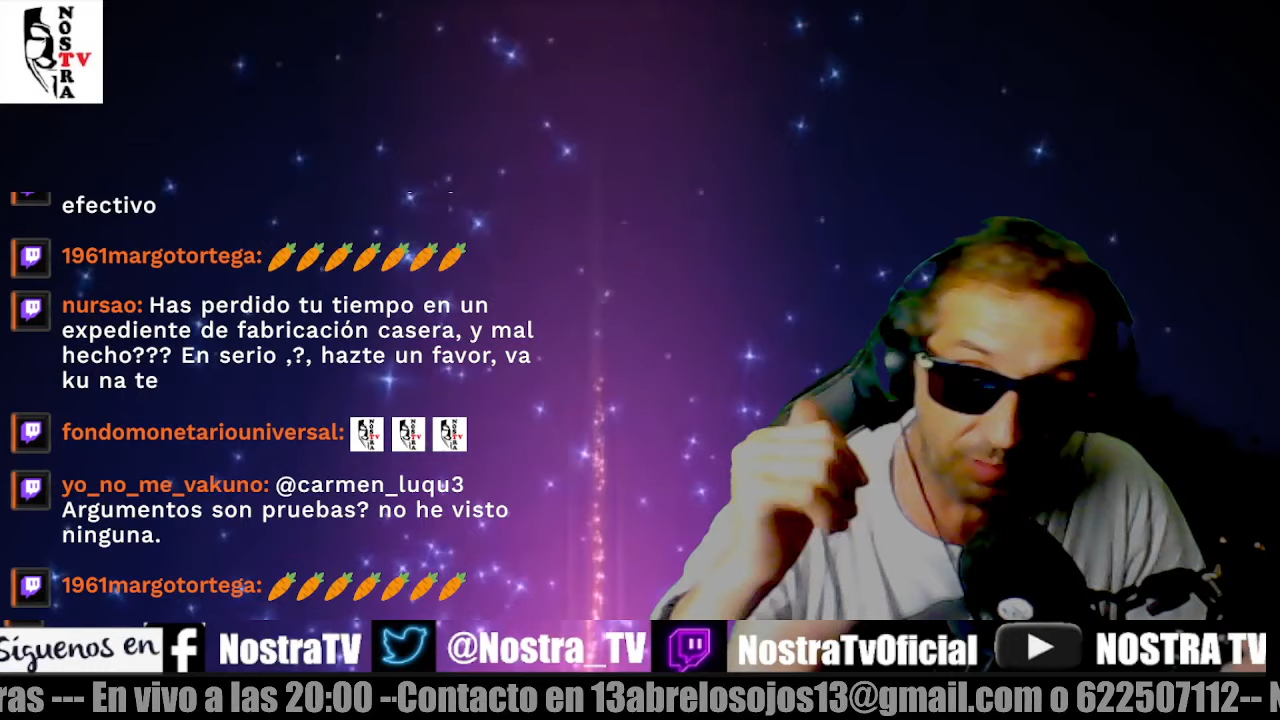 NOSTRA TV
efectivo
1961margotortega: 🥕🥕🥕🥕🥕🥕🥕
nursao: Has perdido tu tiempo en un
expediente de fabricación casera, y mal
hecho??? En serio ,?, hazte un favor, va
ku na te
fondomonetariouniversal:
yo_no_me_vakuno: @carmen_luqu3
Argumentos son pruebas? no he visto
ninguna.
1961margotortega: 🥕🥕🥕🥕🥕🥕🥕
Síguenos en NostraTV @Nostra_TV NostraTvOficial NOSTRA TV
ras --- En vivo a las 20:00 --Contacto en 13abrelosojos13@gmail.com o 622507112-- N